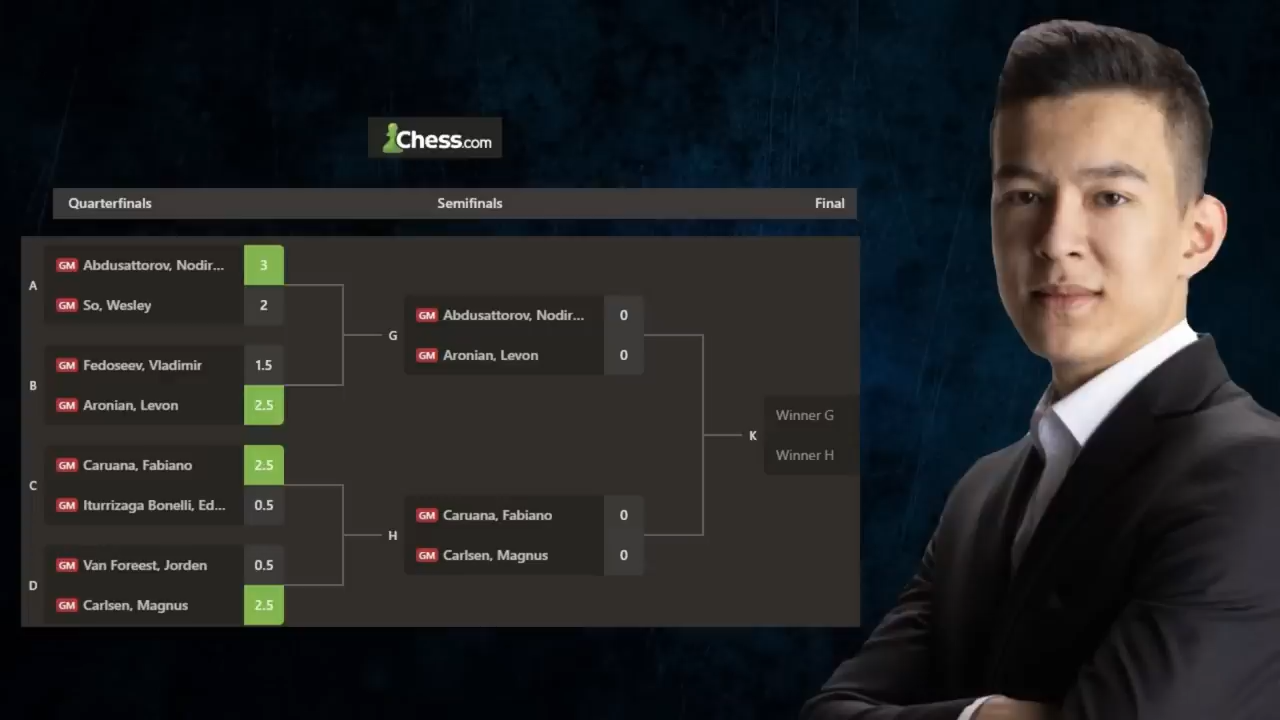 Chess.com
Quarterfinals Semifinals Final
A
GM Abdusattorov, Nodir... 3
GM So, Wesley 2
B
GM Fedoseev, Vladimir 1.5
GM Aronian, Levon 2.5
C
GM Caruana, Fabiano 2.5
GM Iturrizaga Bonelli, Ed... 0.5
D
GM Van Foreest, Jorden 0.5
GM Carlsen, Magnus 2.5
G
GM Abdusattorov, Nodir... 0
GM Aronian, Levon 0
H
GM Caruana, Fabiano 0
GM Carlsen, Magnus 0
K
Winner G
Winner H